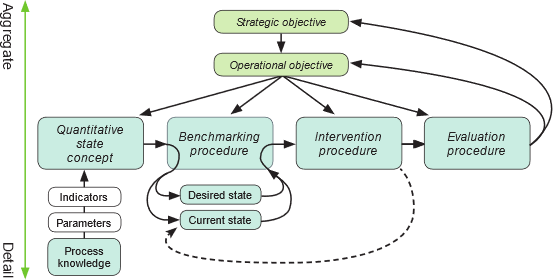 Aggregate
Strategic objective
Operational objective
Quantitative
state
concept
Benchmarking
procedure
Intervention
procedure
Evaluation
procedure
Indicators
Desired state
Parameters
Current state
Process
knowledge
Detail